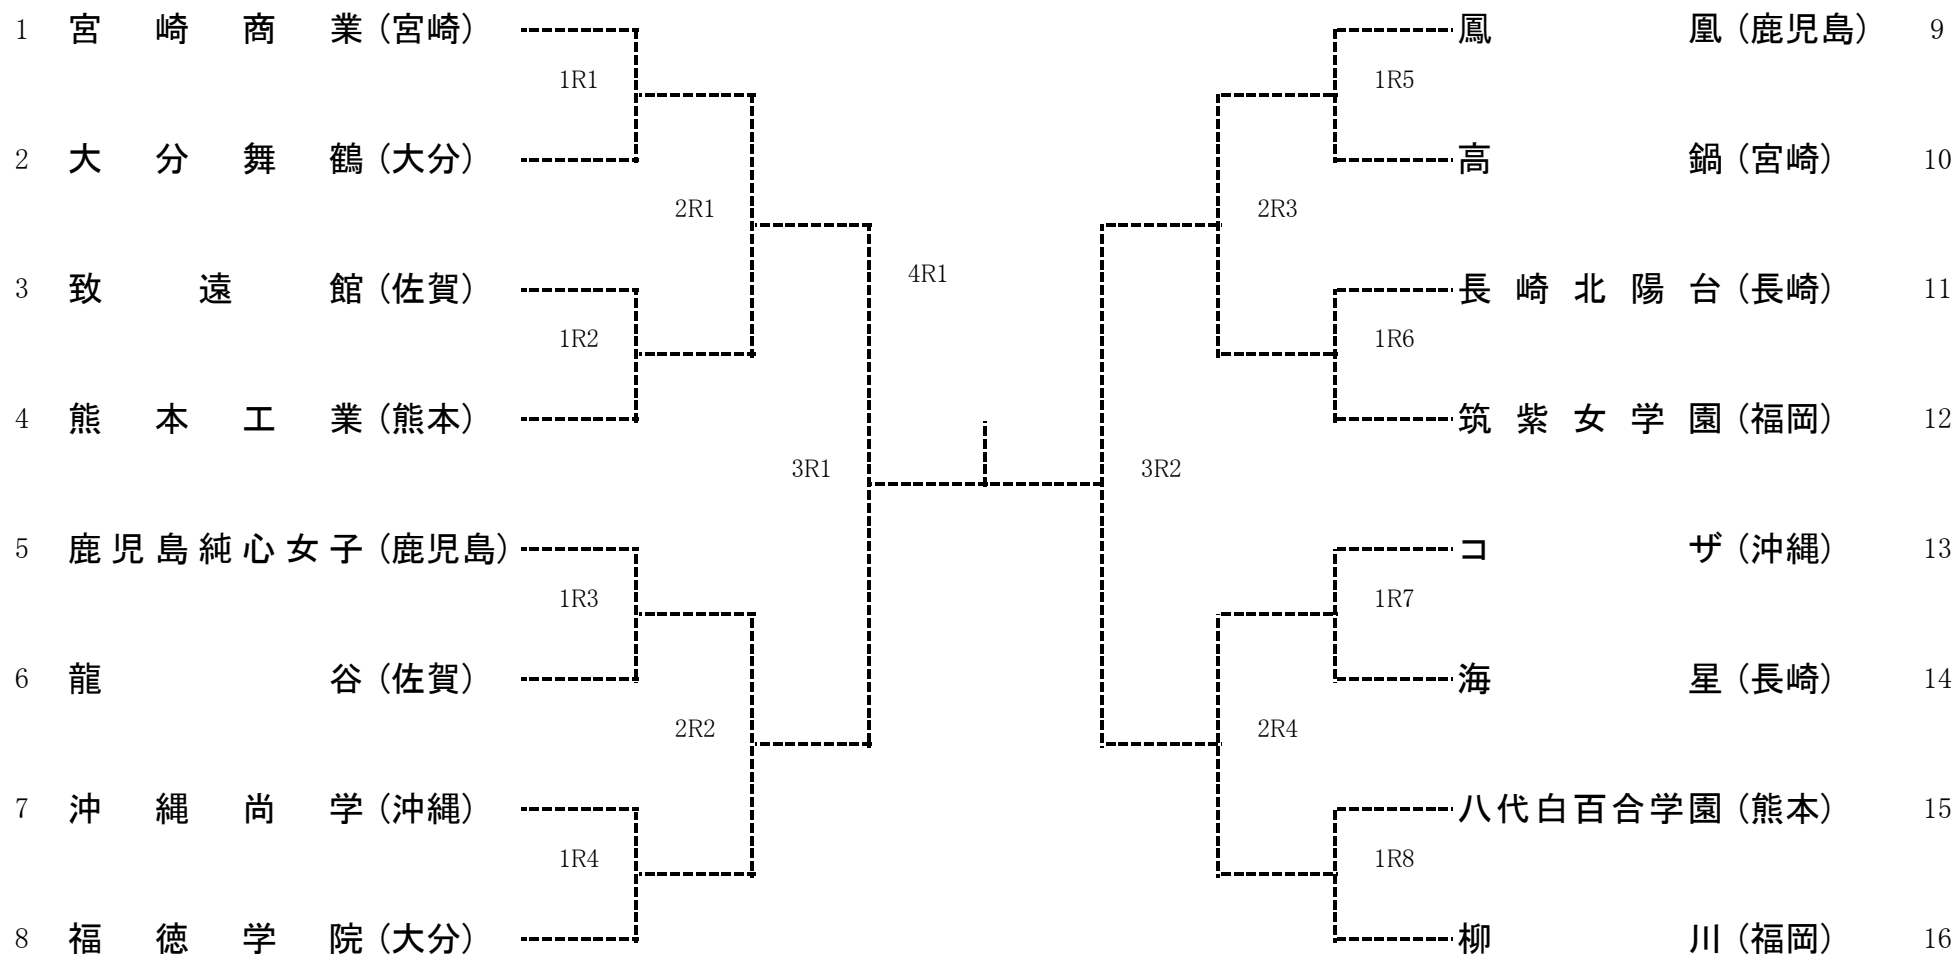 1 宮崎商業 (宮崎)
1R1
2 大分舞鶴 (大分)
2R1
3 致遠館 (佐賀)
1R2
4 熊本工業 (熊本)
3R1
5 鹿児島純心女子 (鹿児島)
1R3
6 龍谷 (佐賀)
2R2
7 沖縄尚学 (沖縄)
1R4
8 福徳学院 (大分)
4R1
鳳凰 (鹿児島) 9
1R5
高鍋 (宮崎) 10
2R3
長崎北陽台 (長崎) 11
1R6
筑紫女学園 (福岡) 12
3R2
コザ (沖縄) 13
1R7
海星 (長崎) 14
2R4
八代白百合学園 (熊本) 15
1R8
柳川 (福岡) 16